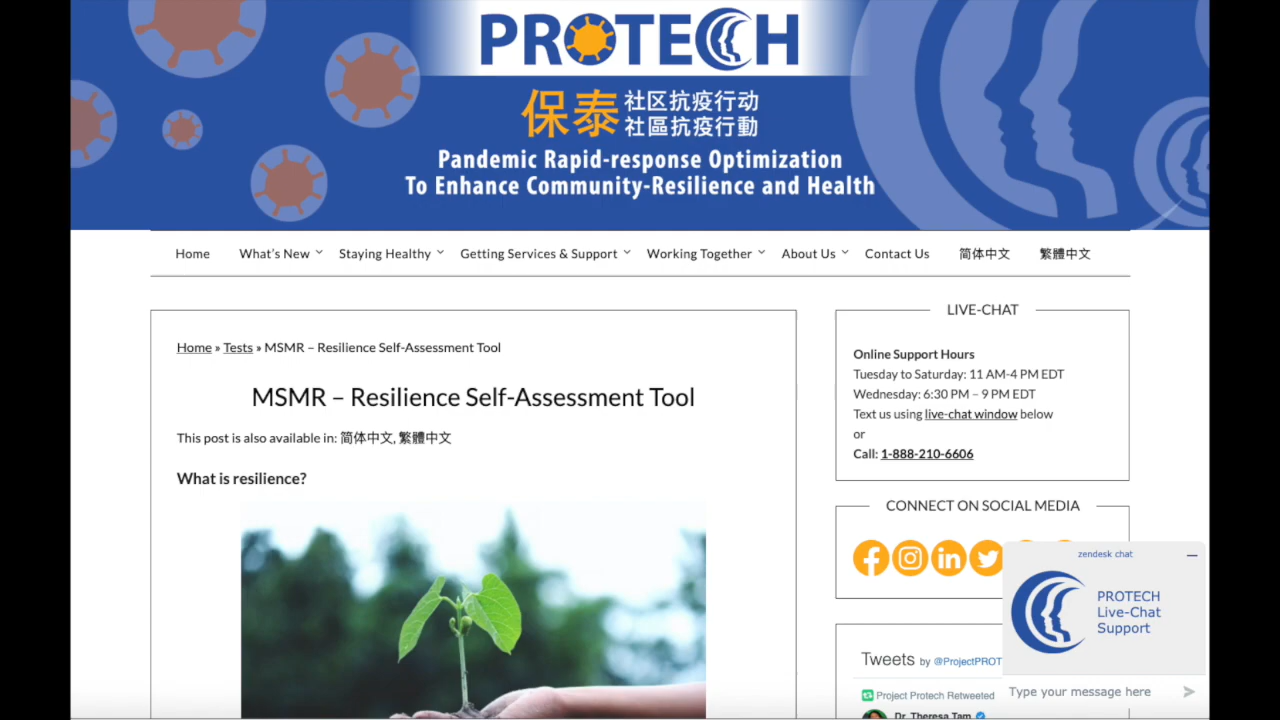 PROTECH
保泰 社区抗疫行动
社區抗疫行動
Pandemic Rapid-response Optimization
To Enhance Community-Resilience and Health
Home What's New Staying Healthy Getting Services & Support Working Together About Us Contact Us 简体中文 繁體中文
Home » Tests » MSMR – Resilience Self-Assessment Tool
MSMR – Resilience Self-Assessment Tool
This post is also available in: 简体中文, 繁體中文
What is resilience?
LIVE-CHAT
Online Support Hours
Tuesday to Saturday: 11 AM-4 PM EDT
Wednesday: 6:30 PM – 9 PM EDT
Text us using live-chat window below
or
Call: 1-888-210-6606
CONNECT ON SOCIAL MEDIA
Tweets by @ProjectPROT
Project Protech Retweeted
Dr. Theresa Tam
zendesk chat
PROTECH
Live-Chat
Support
Type your message here